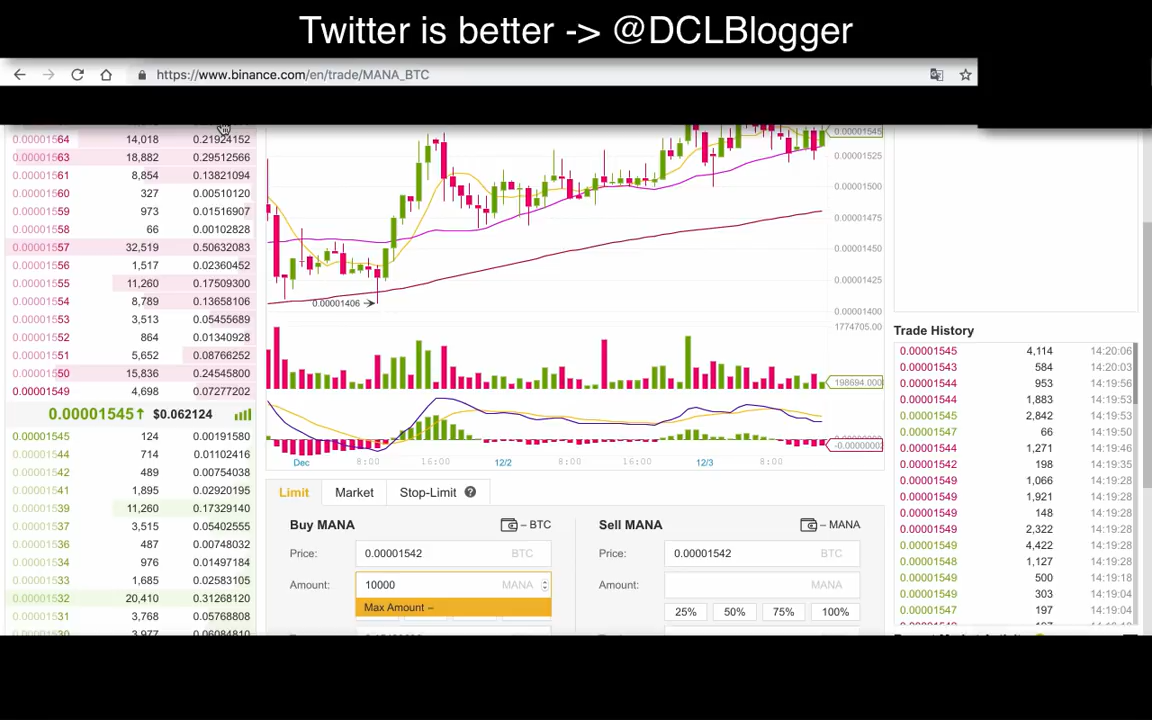 Twitter is better -> @DCLBlogger
https://www.binance.com/en/trade/MANA_BTC
0.00001564 14,018 0.21924152
0.00001563 18,882 0.29512566
0.00001561 8,854 0.13821094
0.00001560 327 0.00510120
0.00001559 973 0.01516907
0.00001558 66 0.00102828
0.00001557 32,519 0.50632083
0.00001556 1,517 0.02360452
0.00001555 11,260 0.17509300
0.00001554 8,789 0.13658106
0.00001553 3,513 0.05455689
0.00001552 864 0.01340928
0.00001551 5,652 0.08766252
0.00001550 15,836 0.24545800
0.00001549 4,698 0.07277202
0.00001545↑ $0.062124
0.00001545 124 0.00191580
0.00001544 714 0.01102416
0.00001542 489 0.00754038
0.00001541 1,895 0.02920195
0.00001539 11,260 0.17329140
0.00001537 3,515 0.05402555
0.00001536 487 0.00748032
0.00001534 976 0.01497184
0.00001533 1,685 0.02583105
0.00001532 20,410 0.31268120
0.00001531 3,768 0.05768808
0.00001530 3,977 0.06084810
0.00001545
0.00001525
0.00001500
0.00001475
0.00001450
0.00001425
0.00001400
0.00001406
1774705.00
198694.000
Dec 8:00 16:00 12/2 8:00 16:00 12/3 8:00
Limit Market Stop-Limit ?
Buy MANA – BTC
Price: 0.00001542 BTC
Amount: 10000 MANA
Max Amount –
Sell MANA – MANA
Price: 0.00001542 BTC
Amount: MANA
25% 50% 75% 100%
Trade History
0.00001545 4,114 14:20:06
0.00001543 584 14:20:03
0.00001544 953 14:19:56
0.00001544 1,883 14:19:53
0.00001545 2,842 14:19:53
0.00001547 66 14:19:50
0.00001544 1,271 14:19:46
0.00001542 198 14:19:35
0.00001549 1,066 14:19:28
0.00001549 1,921 14:19:28
0.00001549 148 14:19:28
0.00001549 2,322 14:19:28
0.00001549 4,422 14:19:28
0.00001548 1,127 14:19:28
0.00001549 500 14:19:18
0.00001549 303 14:19:04
0.00001547 197 14:19:04